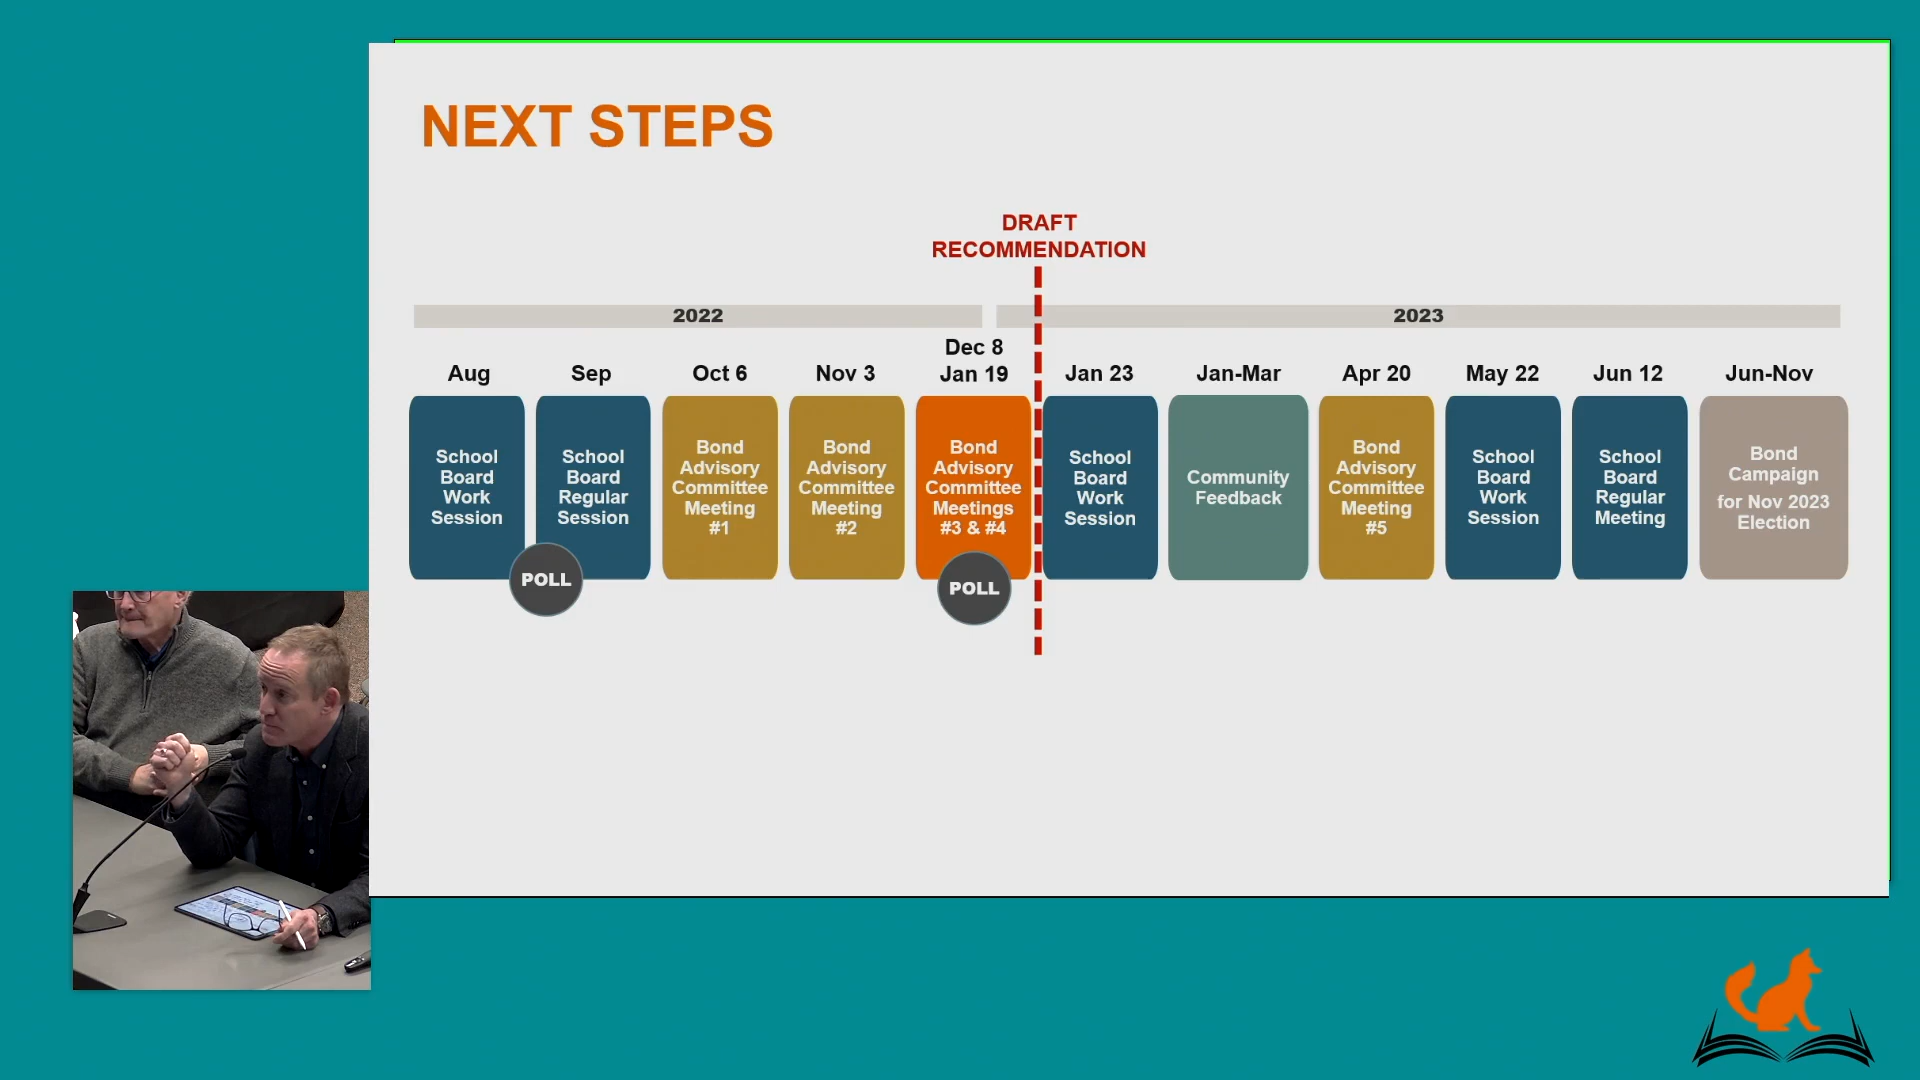 NEXT STEPS
DRAFT
RECOMMENDATION
2022
2023
Aug
Sep
Oct 6
Nov 3
Dec 8
Jan 19
Jan 23
Jan-Mar
Apr 20
May 22
Jun 12
Jun-Nov
School
Board
Work
Session
School
Board
Regular
Session
Bond
Advisory
Committee
Meeting
#1
Bond
Advisory
Committee
Meeting
#2
Bond
Advisory
Committee
Meetings
#3 & #4
School
Board
Work
Session
Community
Feedback
Bond
Advisory
Committee
Meeting
#5
School
Board
Work
Session
School
Board
Regular
Meeting
Bond
Campaign
for Nov 2023
Election
POLL
POLL